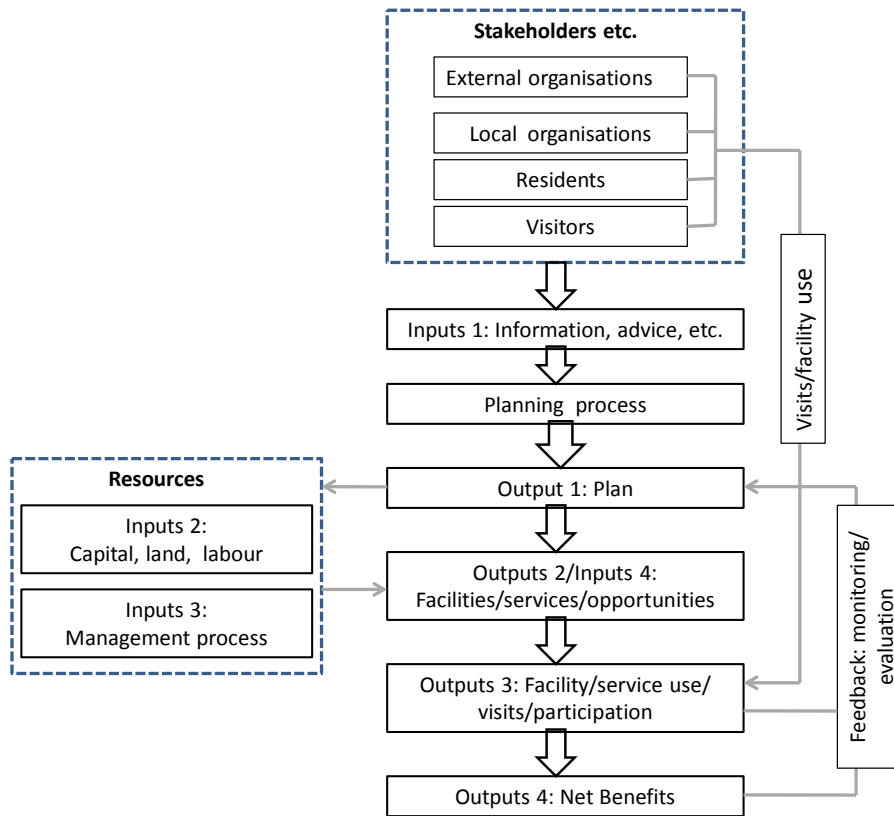 Stakeholders etc.
External organisations
Local organisations
Residents
Visitors
Visits/facility use
Inputs 1: Information, advice, etc.
Planning process
Resources
Inputs 2:
Capital, land, labour
Inputs 3:
Management process
Output 1: Plan
Outputs 2/Inputs 4:
Facilities/services/opportunities
Outputs 3: Facility/service use/
visits/participation
Feedback: monitoring/
evaluation
Outputs 4: Net Benefits